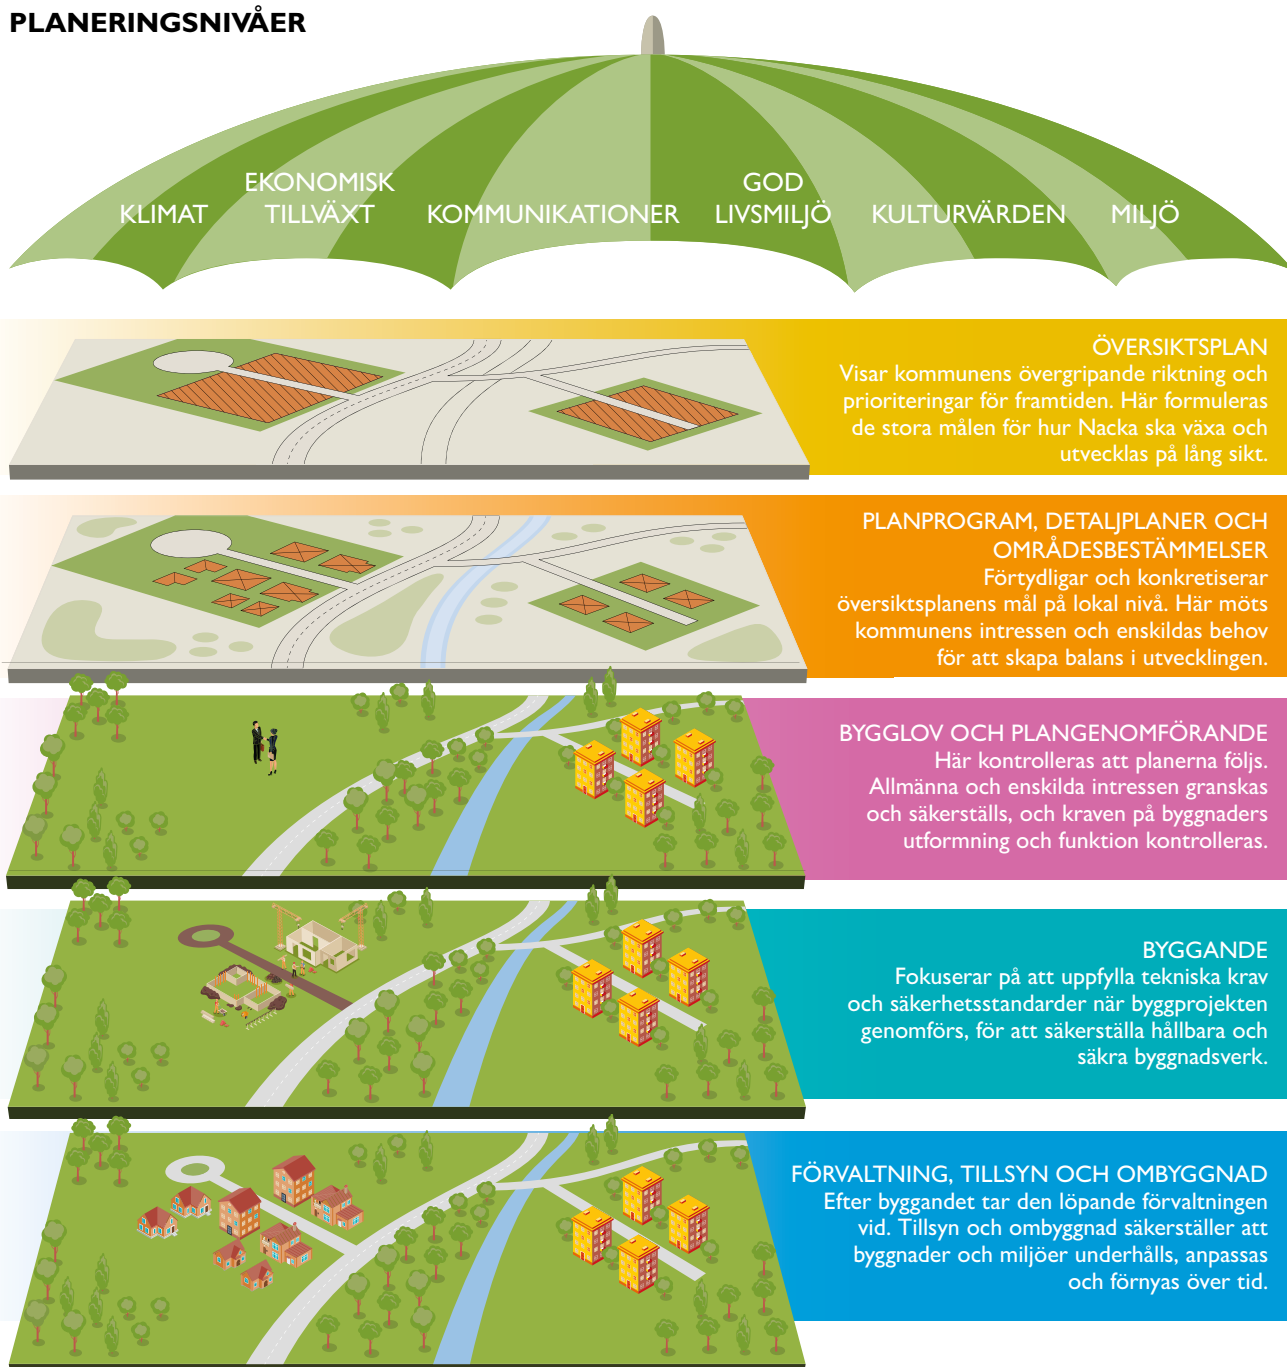 PLANERINGSNIVÅER
KLIMAT
EKONOMISK
TILLVÄXT
KOMMUNIKATIONER
GOD
LIVSMILJÖ
KULTURVÄRDEN
MILJÖ
ÖVERSIKTSPLAN
Visar kommunens övergripande riktning och
prioriteringar för framtiden. Här formuleras
de stora målen för hur Nacka ska växa och
utvecklas på lång sikt.
PLANPROGRAM, DETALJPLANER OCH
OMRÅDESBESTÄMMELSER
Förtydligar och konkretiserar
översiktsplanens mål på lokal nivå. Här möts
kommunens intressen och enskildas behov
för att skapa balans i utvecklingen.
BYGGLOV OCH PLANGENOMFÖRANDE
Här kontrolleras att planerna följs.
Allmänna och enskilda intressen granskas
och säkerställs, och kraven på byggnaders
utformning och funktion kontrolleras.
BYGGANDE
Fokuserar på att uppfylla tekniska krav
och säkerhetsstandarder när byggprojekten
genomförs, för att säkerställa hållbara och
säkra byggnadsverk.
FÖRVALTNING, TILLSYN OCH OMBYGGNAD
Efter byggandet tar den löpande förvaltningen
vid. Tillsyn och ombyggnad säkerställer att
byggnader och miljöer underhålls, anpassas
och förnyas över tid.